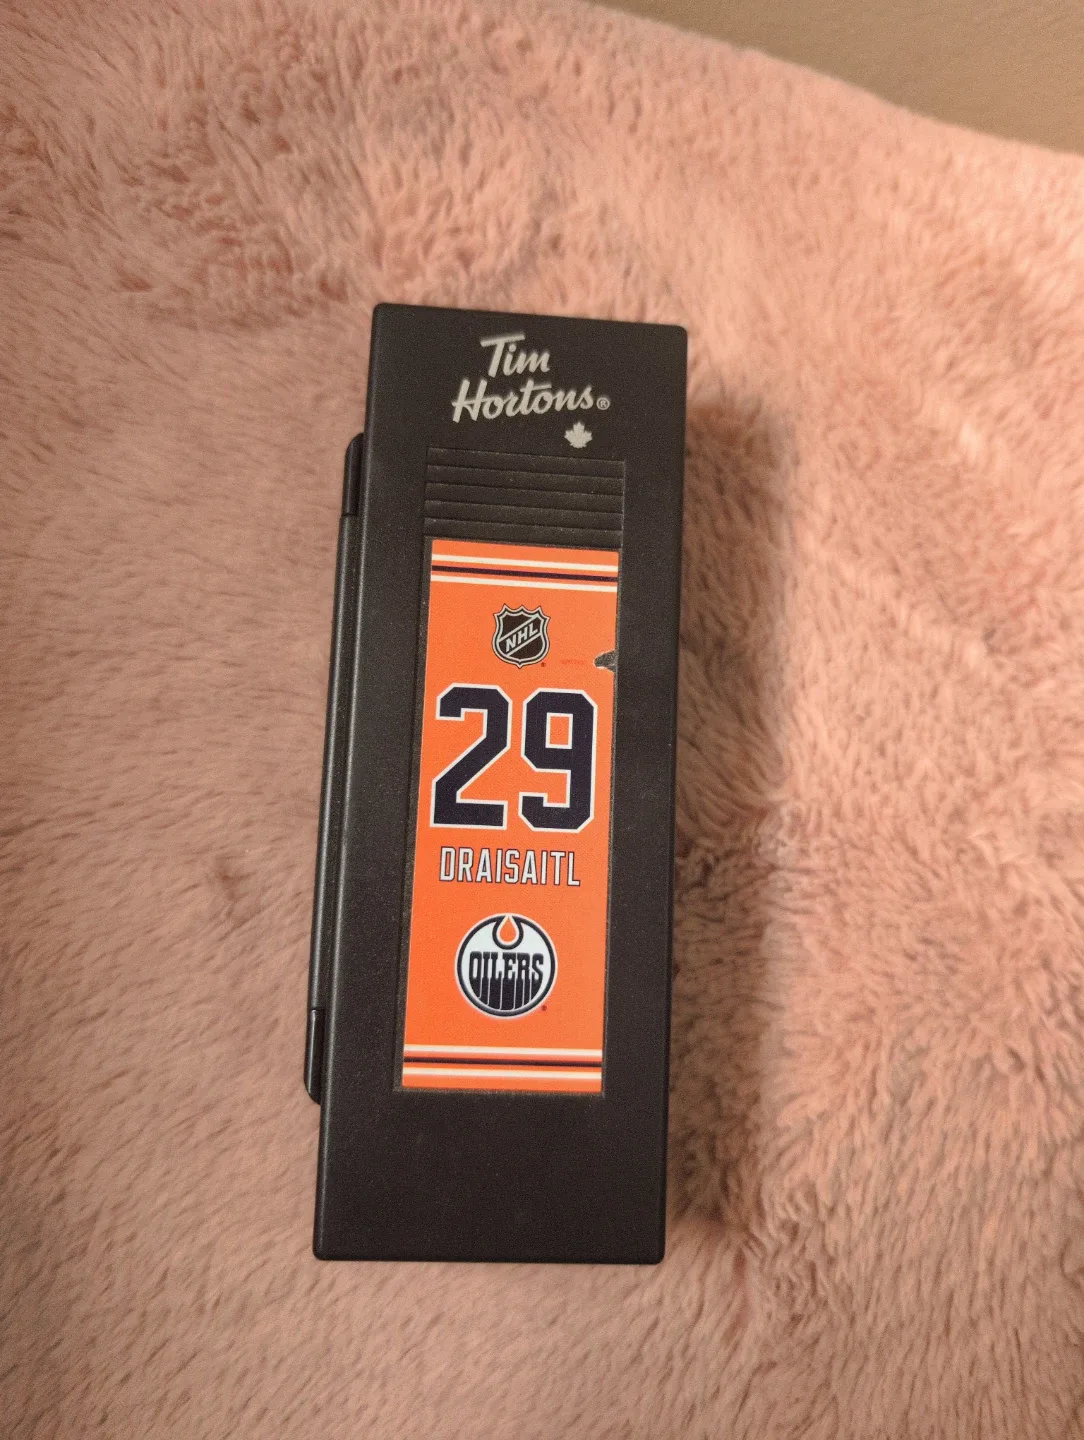 Tim
Hortons®
NHL
29
DRAISAITL
OILERS